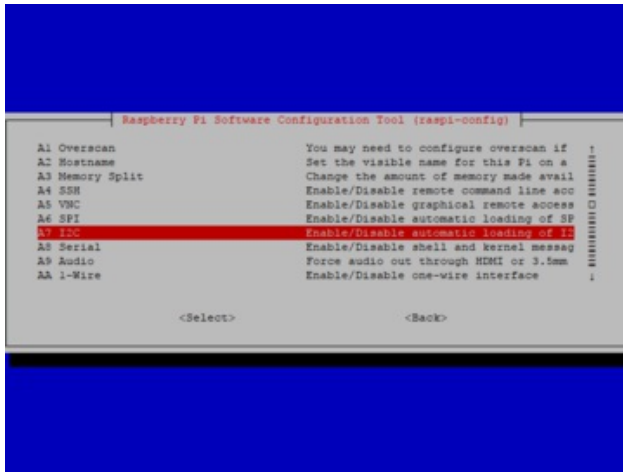 Raspberry Pi Software Configuration Tool (raspi-config)
A1 Overscan You may need to configure overscan if
A2 Hostname Set the visible name for this Pi on a
A3 Memory Split Change the amount of memory made avail
A4 SSH Enable/Disable remote command line acc
A5 VNC Enable/Disable graphical remote access
A6 SPI Enable/Disable automatic loading of SP
A7 I2C Enable/Disable automatic loading of I2
A8 Serial Enable/Disable shell and kernel messag
A9 Audio Force audio out through HDMI or 3.5mm
AA 1-Wire Enable/Disable one-wire interface
<Select> <Back>